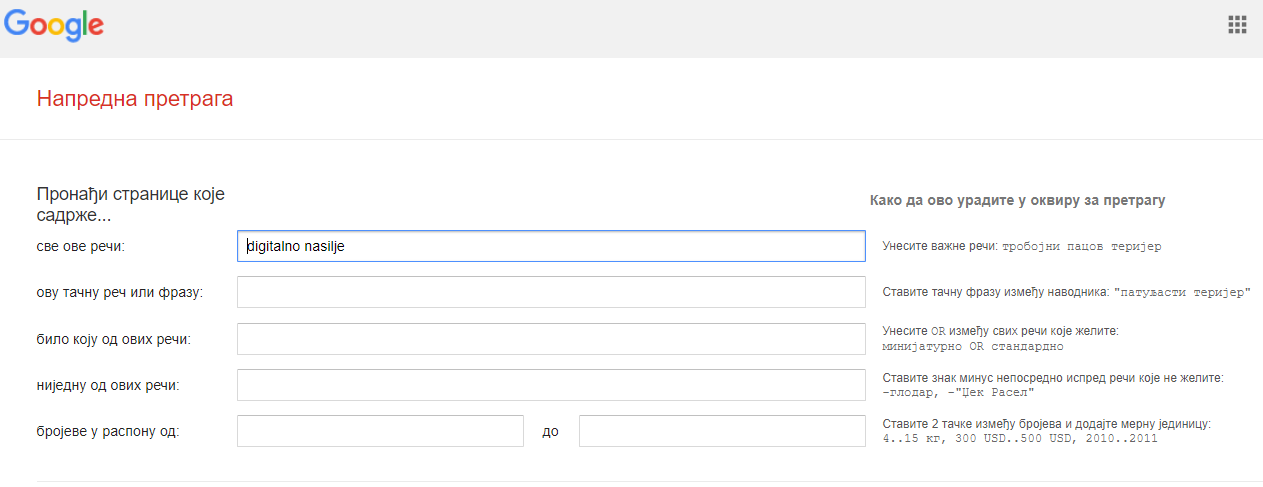 Google
Напредна претрага
Пронађи странице које
садрже...
Како да ово урадите у оквиру за претрагу
све ове речи:
digitalno nasilje
Унесите важне речи: тробојни пацов теријер
ову тачну реч или фразу:
Ставите тачну фразу између наводника: "патуљасти теријер"
било коју од ових речи:
Унесите OR између свих речи које желите:
минијатурно OR стандардно
ниједну од ових речи:
Ставите знак минус непосредно испред речи које не желите:
-глодар, -"Џек Расел"
бројеве у распону од:
до
Ставите 2 тачке између бројева и додајте мерну јединицу:
4..15 кг, 300 USD..500 USD, 2010..2011